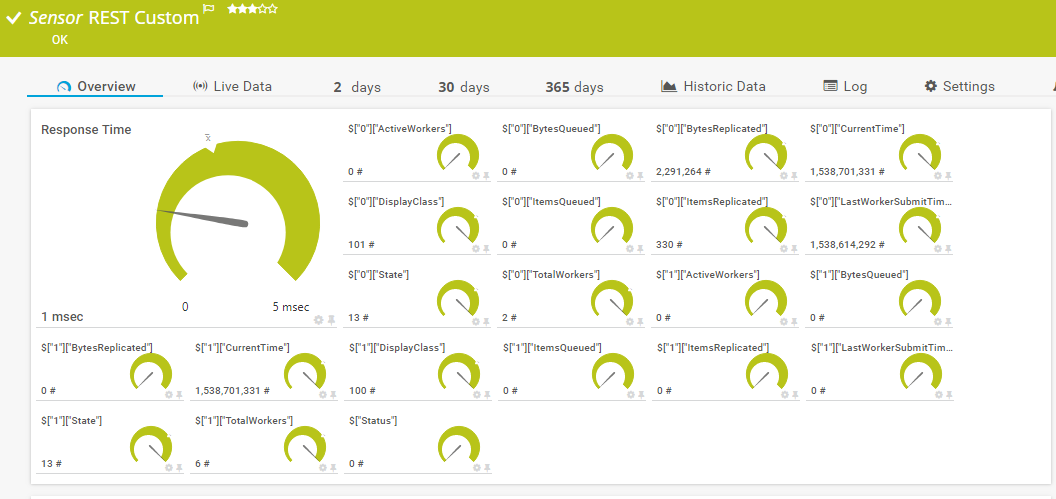 Sensor REST Custom
OK
Overview Live Data 2 days 30 days 365 days Historic Data Log Settings
Response Time
x̄
0 5 msec
1 msec
$["0"]["ActiveWorkers"]
0 #
$["0"]["BytesQueued"]
0 #
$["0"]["BytesReplicated"]
2,291,264 #
$["0"]["CurrentTime"]
1,538,701,331 #
$["0"]["DisplayClass"]
101 #
$["0"]["ItemsQueued"]
0 #
$["0"]["ItemsReplicated"]
330 #
$["0"]["LastWorkerSubmitTim...
1,538,614,292 #
$["0"]["State"]
13 #
$["0"]["TotalWorkers"]
2 #
$["1"]["ActiveWorkers"]
0 #
$["1"]["BytesQueued"]
0 #
$["1"]["BytesReplicated"]
0 #
$["1"]["CurrentTime"]
1,538,701,331 #
$["1"]["DisplayClass"]
100 #
$["1"]["ItemsQueued"]
0 #
$["1"]["ItemsReplicated"]
0 #
$["1"]["LastWorkerSubmitTim...
0 #
$["1"]["State"]
13 #
$["1"]["TotalWorkers"]
6 #
$["Status"]
0 #